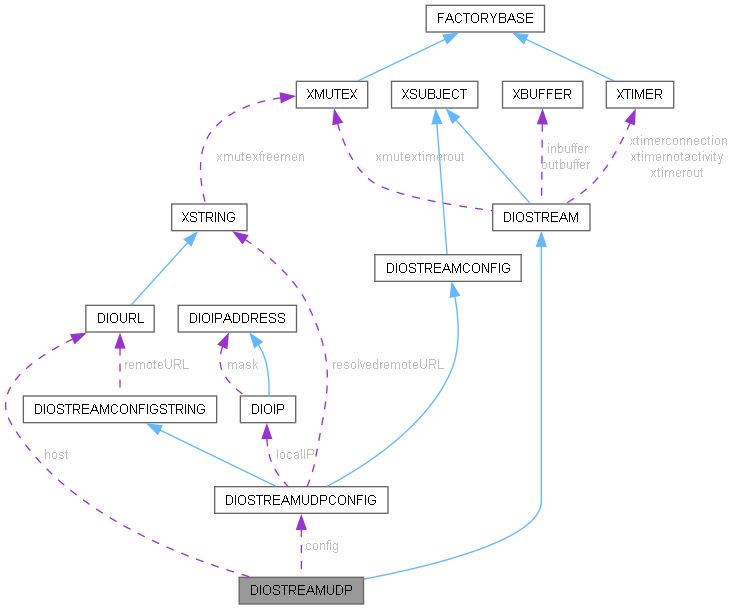 FACTORYBASE
XMUTEX
XSUBJECT
XBUFFER
XTIMER
xmutexfreemen
xmutextimerout
inbuffer
outbuffer
xtimerconnection
xtimernotactivity
xtimerout
XSTRING
DIOSTREAM
DIOSTREAMCONFIG
DIOURL
DIOIPADDRESS
remoteURL
mask
resolvedremoteURL
DIOSTREAMCONFIGSTRING
DIOIP
host
localIP
DIOSTREAMUDPCONFIG
config
DIOSTREAMUDP